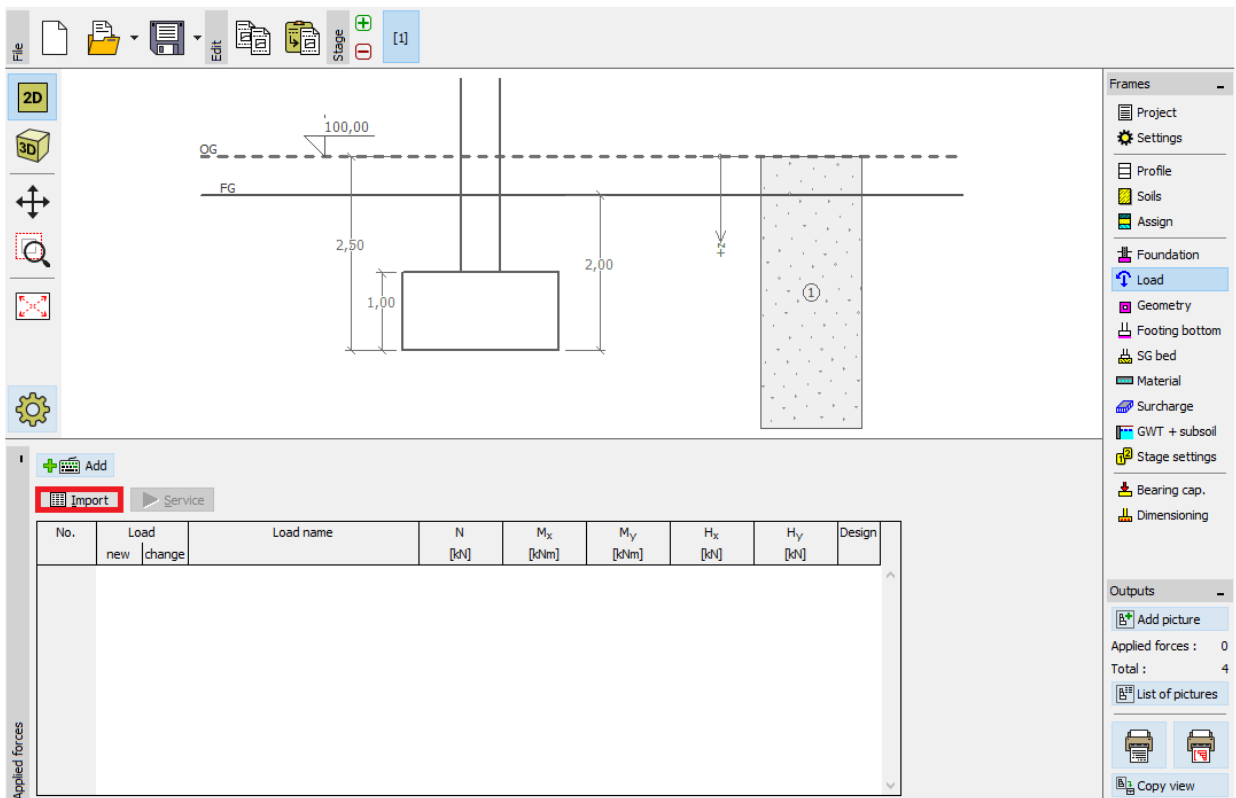 File
Edit
Stage
[1]
2D
3D
100,00
OG
FG
2,50
1,00
2,00
+z
1
Frames
Project
Settings
Profile
Soils
Assign
Foundation
Load
Geometry
Footing bottom
SG bed
Material
Surcharge
GWT + subsoil
Stage settings
Bearing cap.
Dimensioning
Add
Import
Service
No. Load Load name N Mx My Hx Hy Design
new change [kN] [kNm] [kNm] [kN] [kN]
Applied forces
Outputs
Add picture
Applied forces : 0
Total : 4
List of pictures
Copy view